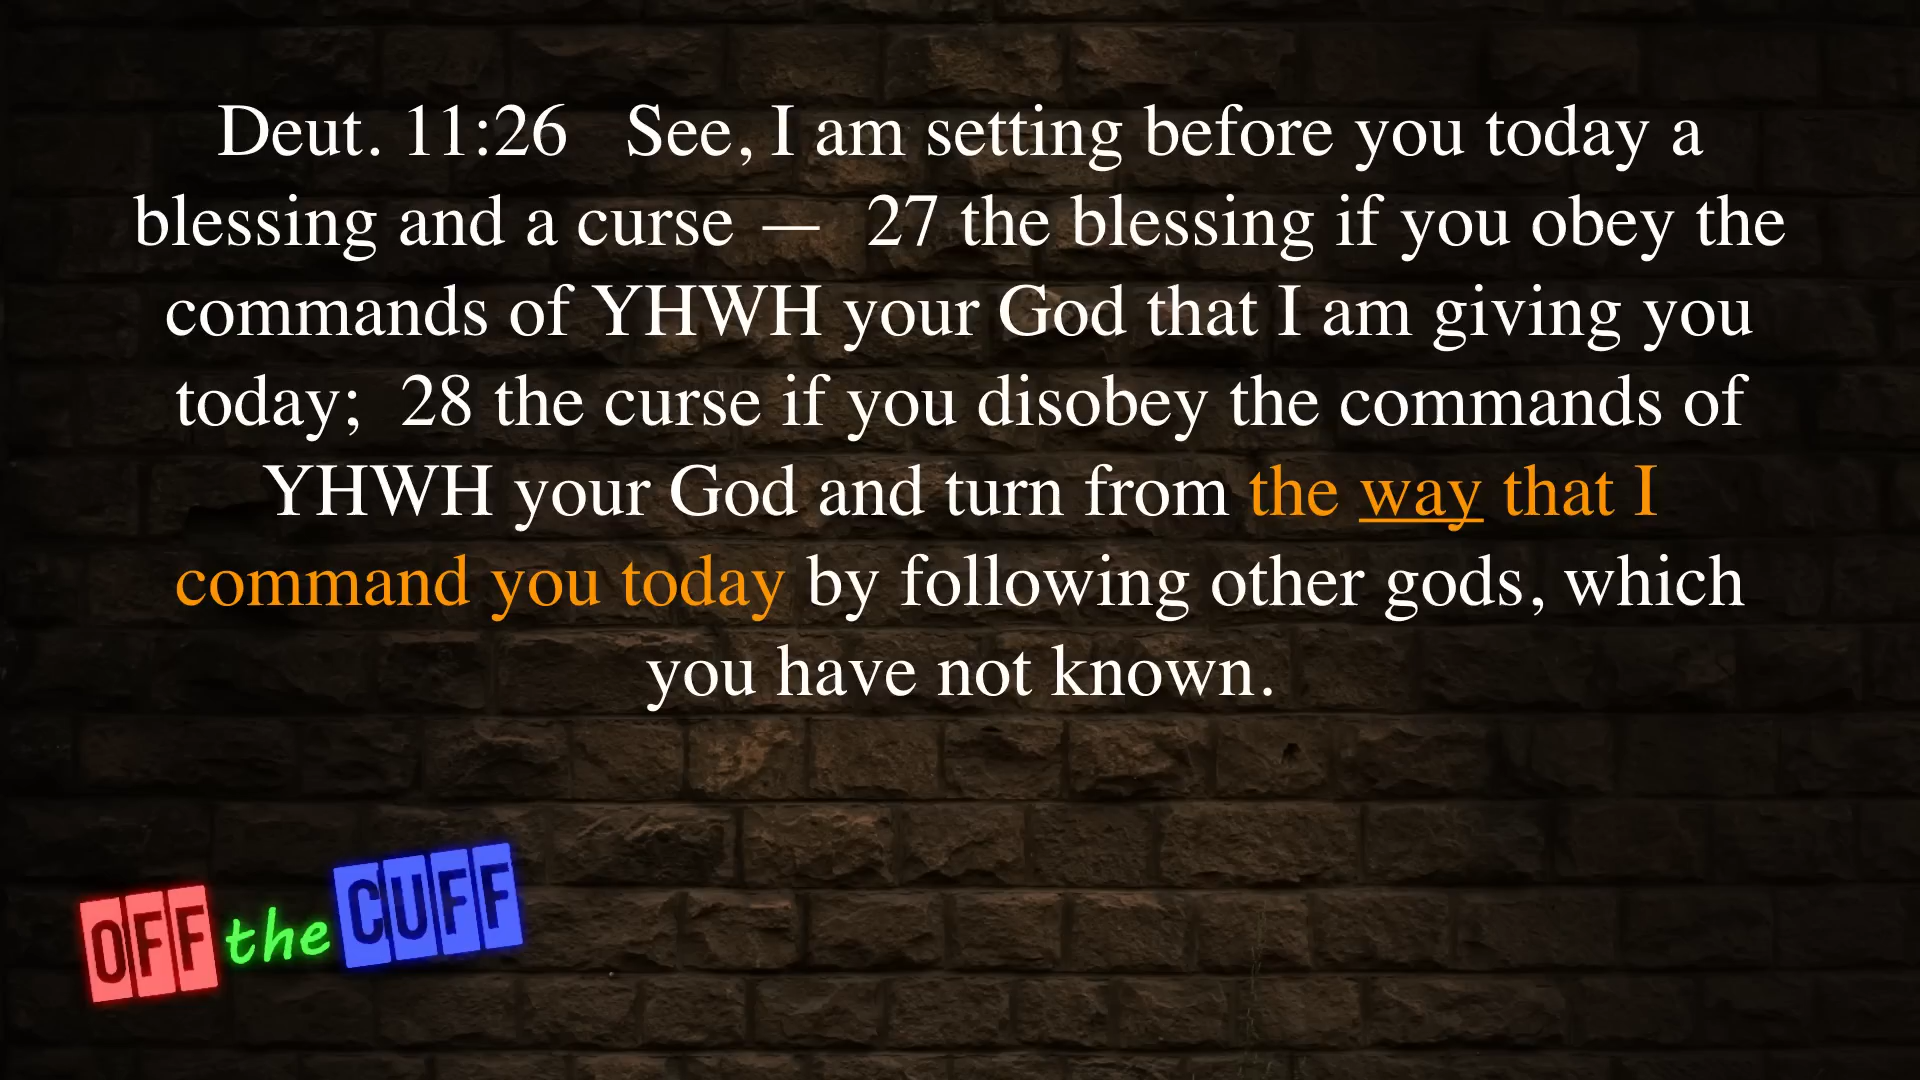 Deut. 11:26   See, I am setting before you today a
blessing and a curse —  27 the blessing if you obey the
commands of YHWH your God that I am giving you
today;  28 the curse if you disobey the commands of
YHWH your God and turn from the way that I
command you today by following other gods, which
you have not known.
OFF the CUFF